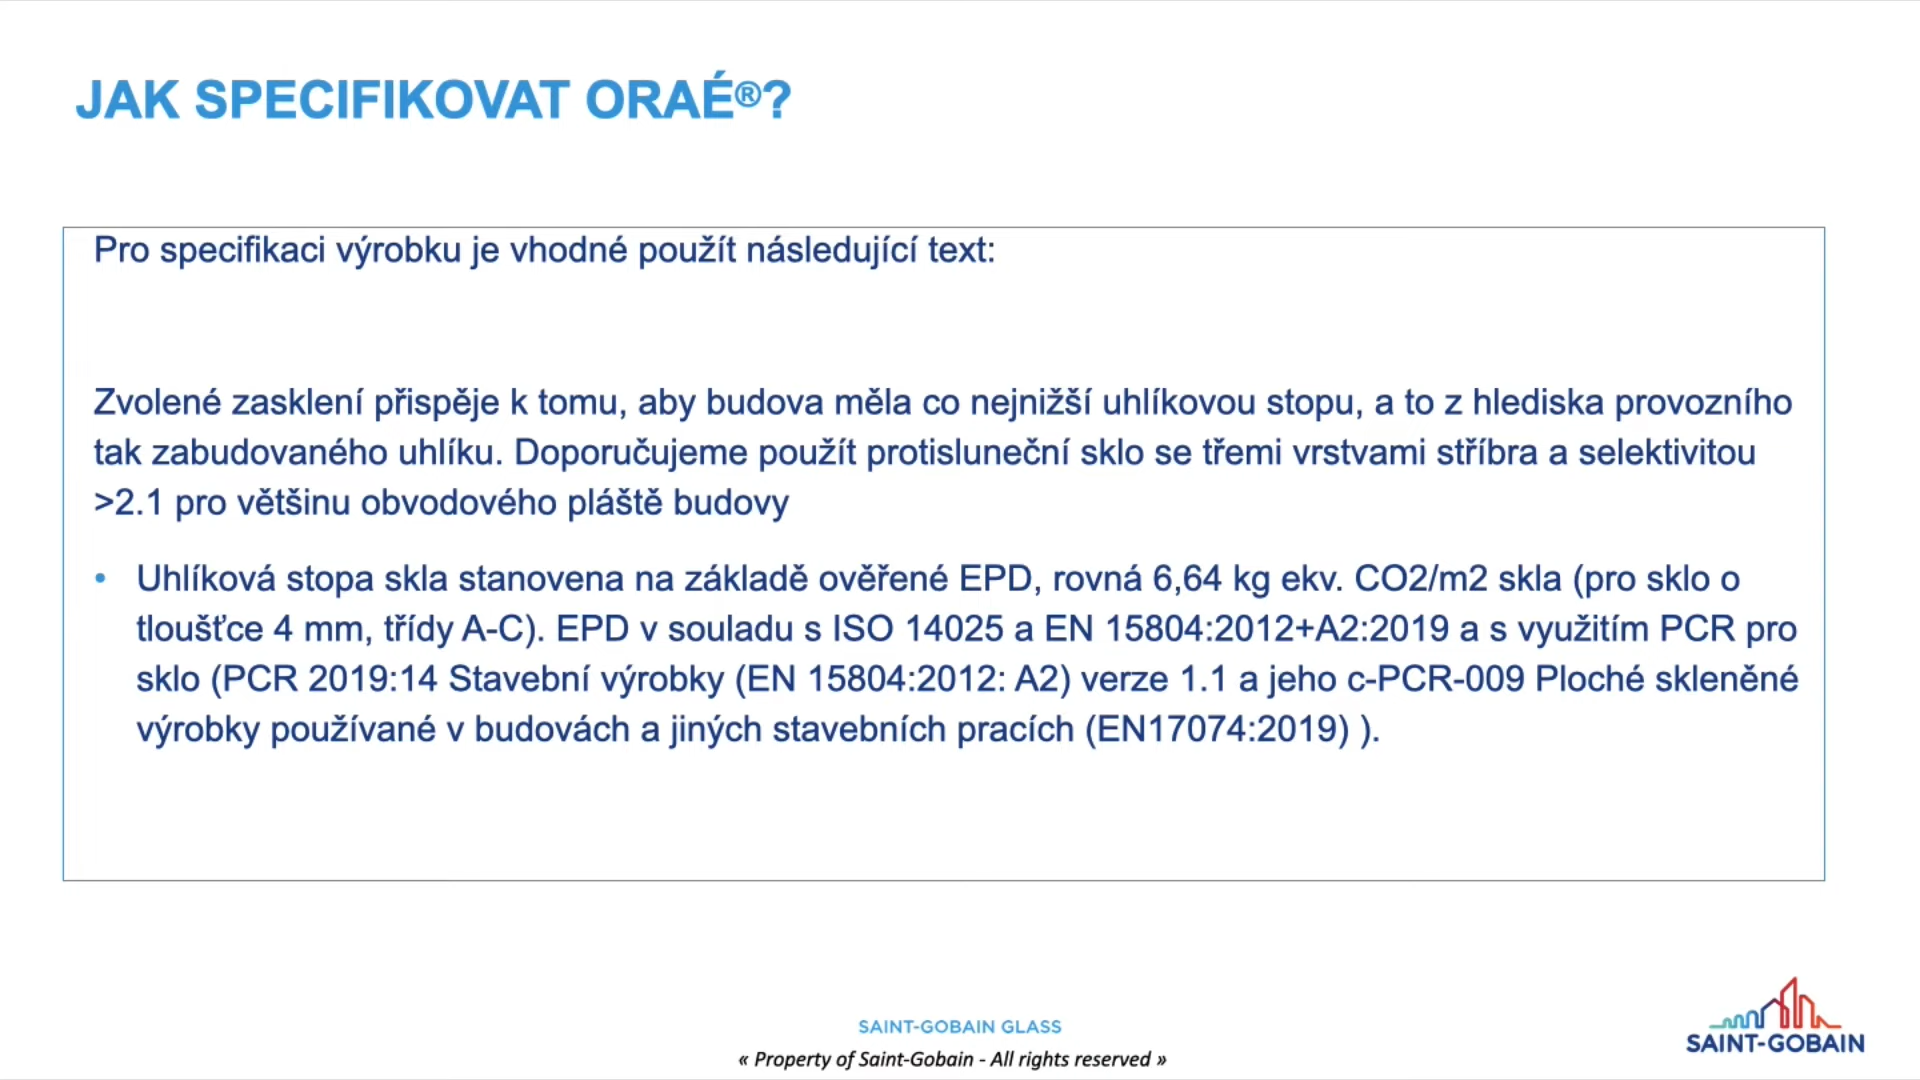 JAK SPECIFIKOVAT ORAÉ®?
Pro specifikaci výrobku je vhodné použít následující text:
Zvolené zasklení přispěje k tomu, aby budova měla co nejnižší uhlíkovou stopu, a to z hlediska provozního
tak zabudovaného uhlíku. Doporučujeme použít protisluneční sklo se třemi vrstvami stříbra a selektivitou
>2.1 pro většinu obvodového pláště budovy
• Uhlíková stopa skla stanovena na základě ověřené EPD, rovná 6,64 kg ekv. CO2/m2 skla (pro sklo o
tloušťce 4 mm, třídy A-C). EPD v souladu s ISO 14025 a EN 15804:2012+A2:2019 a s využitím PCR pro
sklo (PCR 2019:14 Stavební výrobky (EN 15804:2012: A2) verze 1.1 a jeho c-PCR-009 Ploché skleněné
výrobky používané v budovách a jiných stavebních pracích (EN17074:2019) ).
SAINT-GOBAIN GLASS
« Property of Saint-Gobain - All rights reserved »
SAINT-GOBAIN